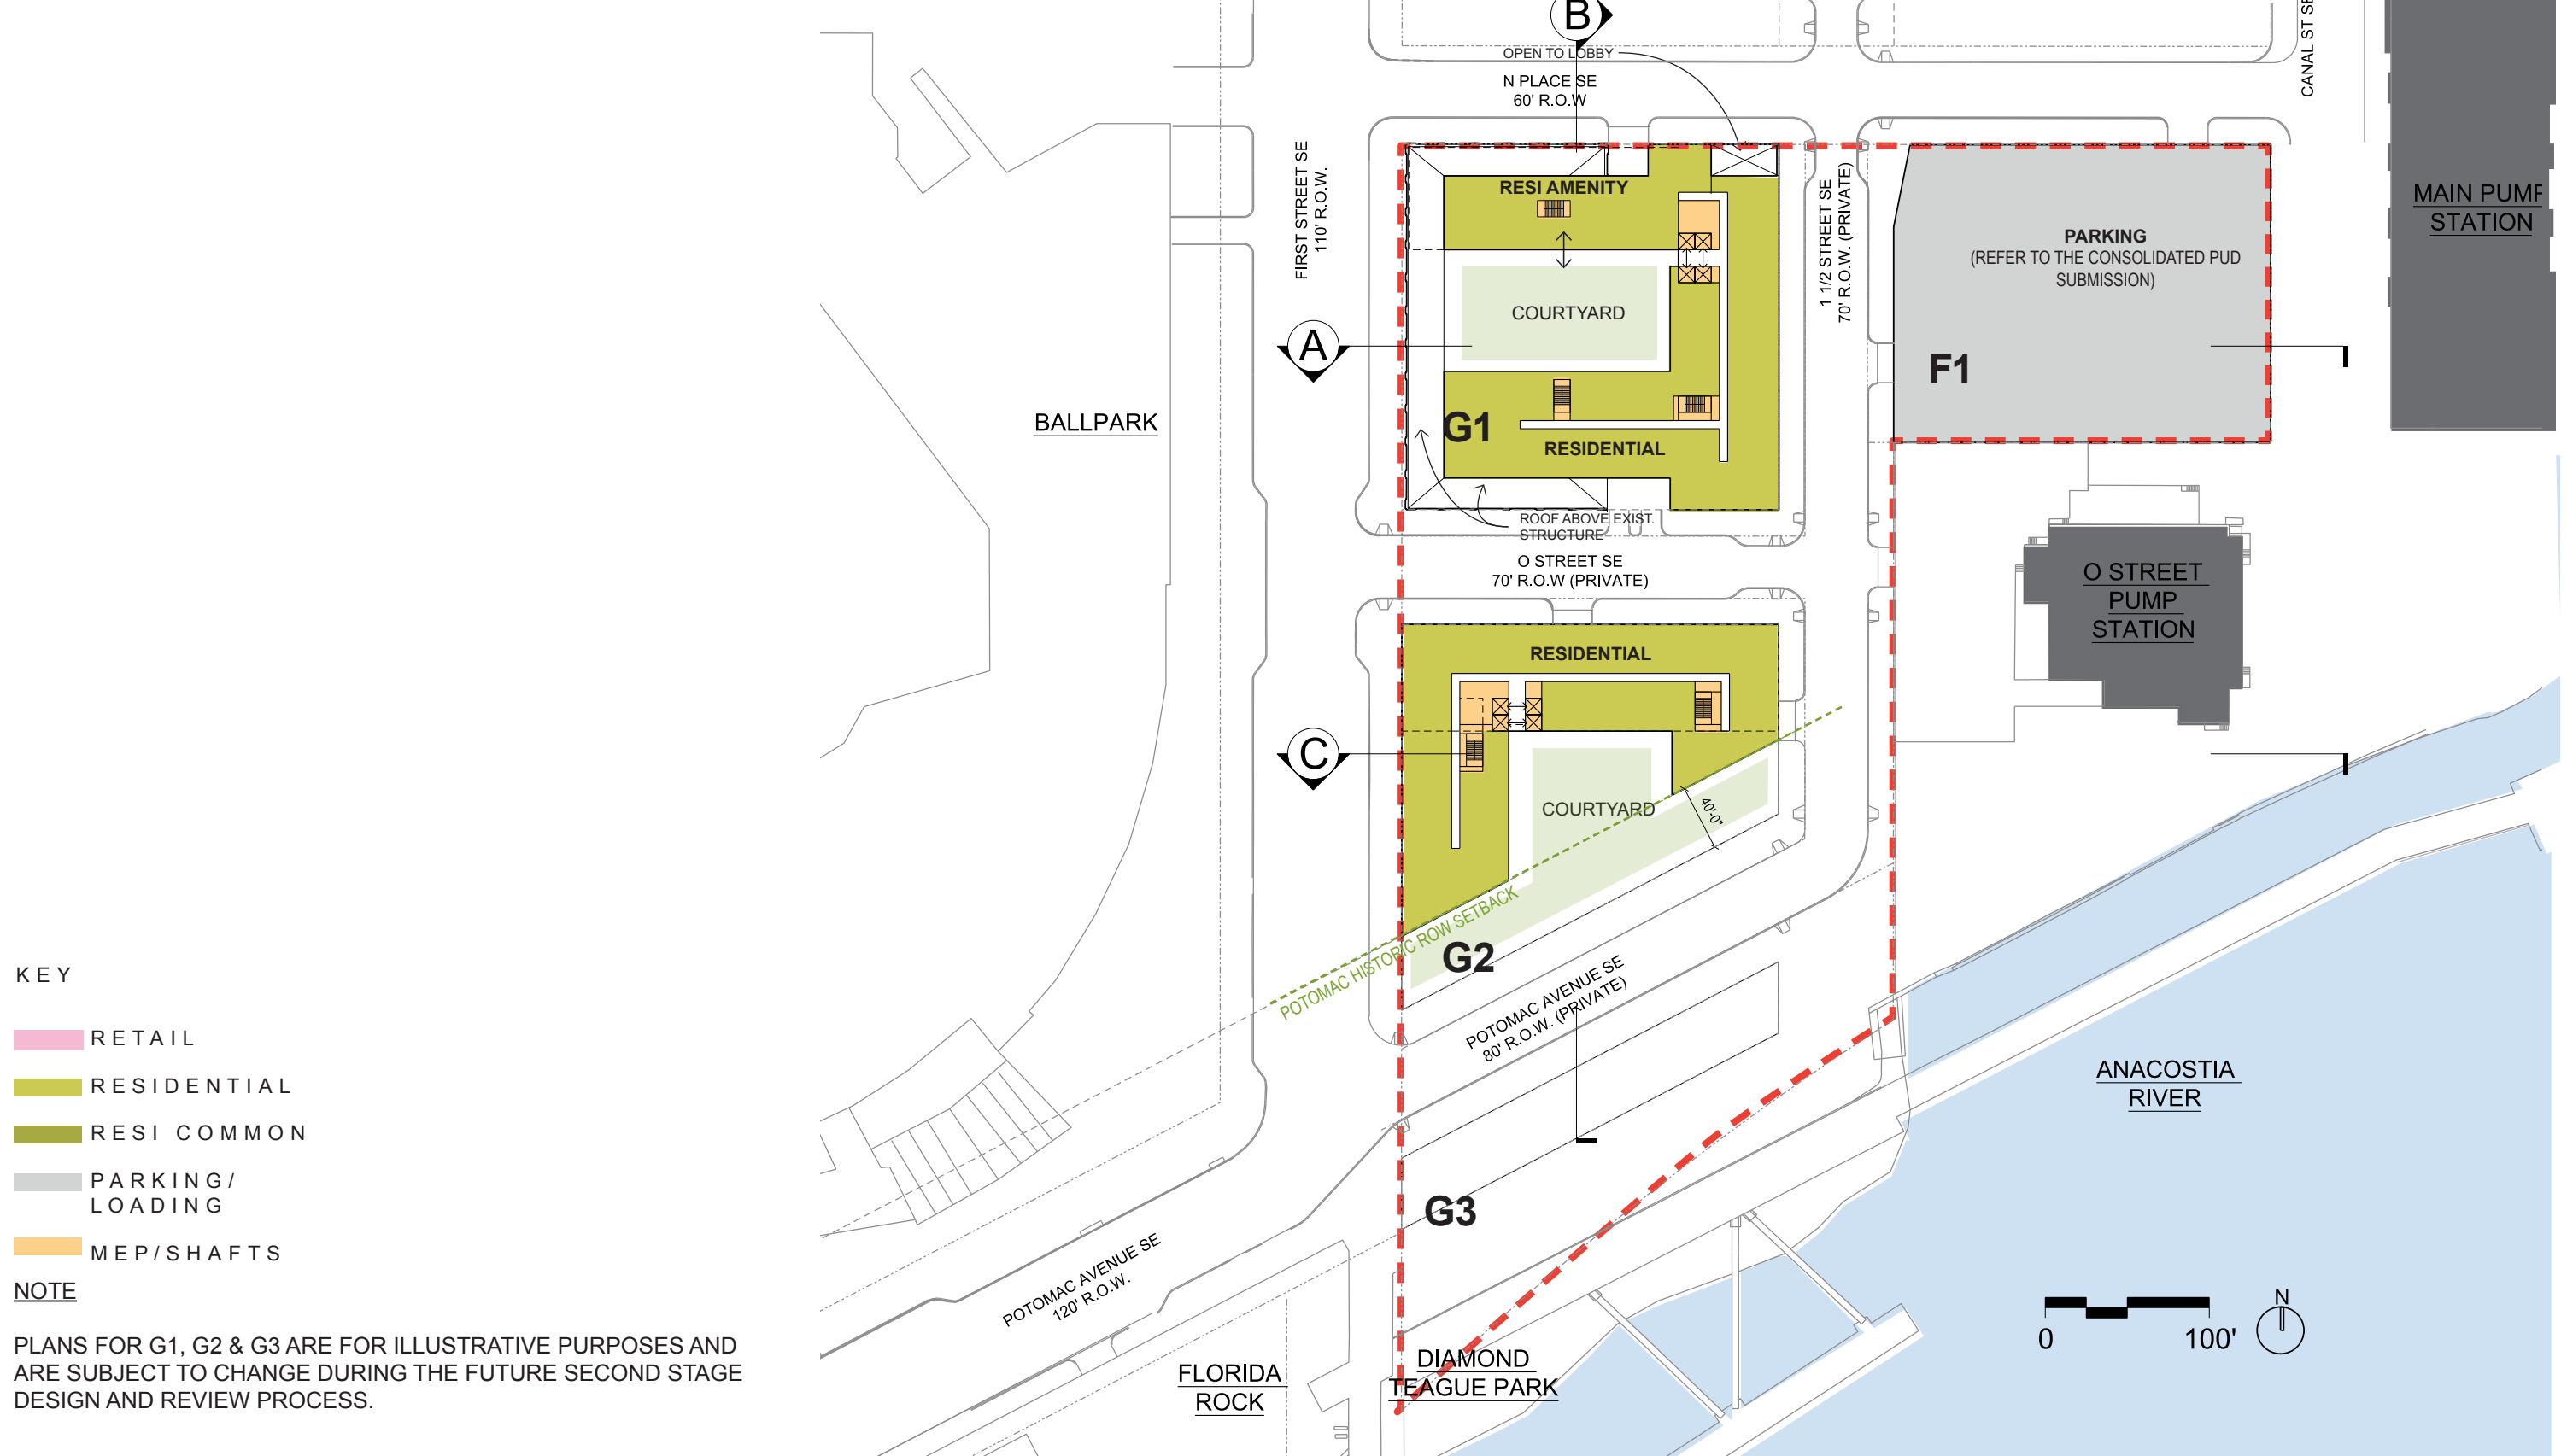 B
OPEN TO LOBBY
N PLACE SE
60' R.O.W
CANAL ST SE
FIRST STREET SE
110' R.O.W.
RESI AMENITY
1 1/2 STREET SE
70' R.O.W. (PRIVATE)
PARKING
(REFER TO THE CONSOLIDATED PUD
SUBMISSION)
MAIN PUMP
STATION
COURTYARD
A
F1
BALLPARK
G1
RESIDENTIAL
ROOF ABOVE EXIST.
STRUCTURE
O STREET SE
70' R.O.W (PRIVATE)
O STREET
PUMP
STATION
RESIDENTIAL
C
COURTYARD
40'-0"
POTOMAC HISTORIC ROW SETBACK
G2
POTOMAC AVENUE SE
80' R.O.W. (PRIVATE)
ANACOSTIA
RIVER
G3
POTOMAC AVENUE SE
120' R.O.W.
FLORIDA
ROCK
DIAMOND
TEAGUE PARK
0 100'
N
KEY
RETAIL
RESIDENTIAL
RESI COMMON
PARKING/
LOADING
MEP/SHAFTS
NOTE
PLANS FOR G1, G2 & G3 ARE FOR ILLUSTRATIVE PURPOSES AND
ARE SUBJECT TO CHANGE DURING THE FUTURE SECOND STAGE
DESIGN AND REVIEW PROCESS.